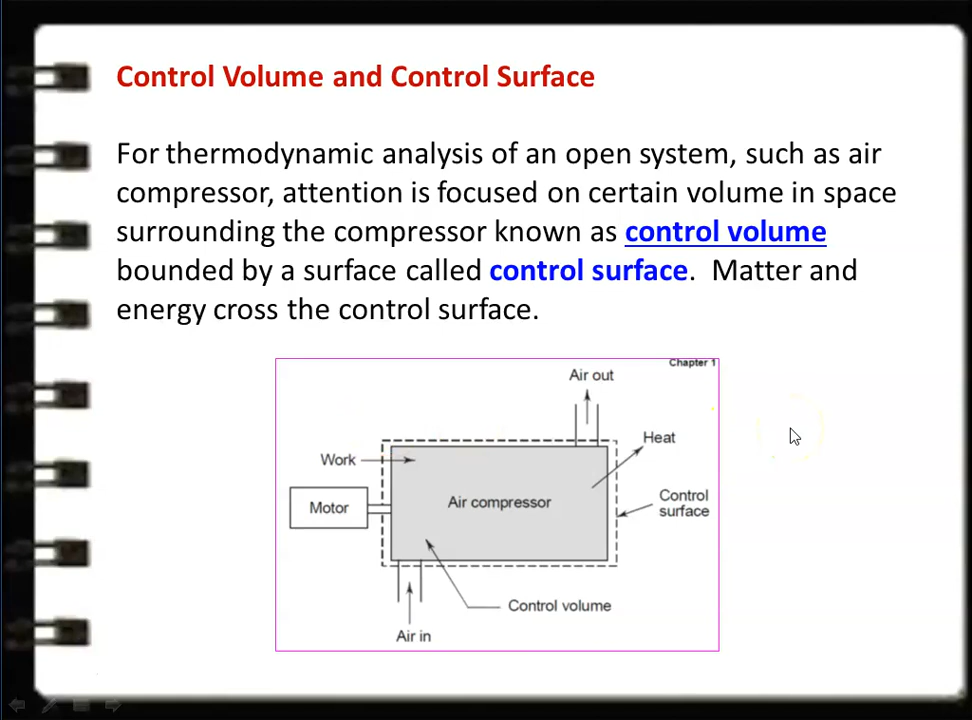 Control Volume and Control Surface
For thermodynamic analysis of an open system, such as air
compressor, attention is focused on certain volume in space
surrounding the compressor known as control volume
bounded by a surface called control surface.  Matter and
energy cross the control surface.
Chapter 1
Air out
Heat
Work
Control
surface
Motor
Air compressor
Control volume
Air in